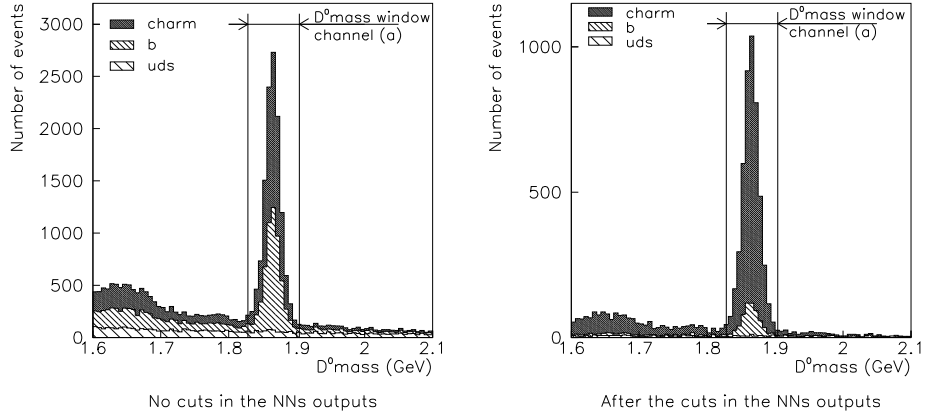 Number of events
3000
2500
2000
1500
1000
500
0
charm
b
uds
D⁰mass window
channel (a)
1.6
1.7
1.8
1.9
2
2.1
D⁰mass (GeV)
No cuts in the NNs outputs
Number of events
1000
500
0
charm
b
uds
D⁰mass window
channel (a)
1.6
1.7
1.8
1.9
2
2.1
D⁰mass (GeV)
After the cuts in the NNs outputs